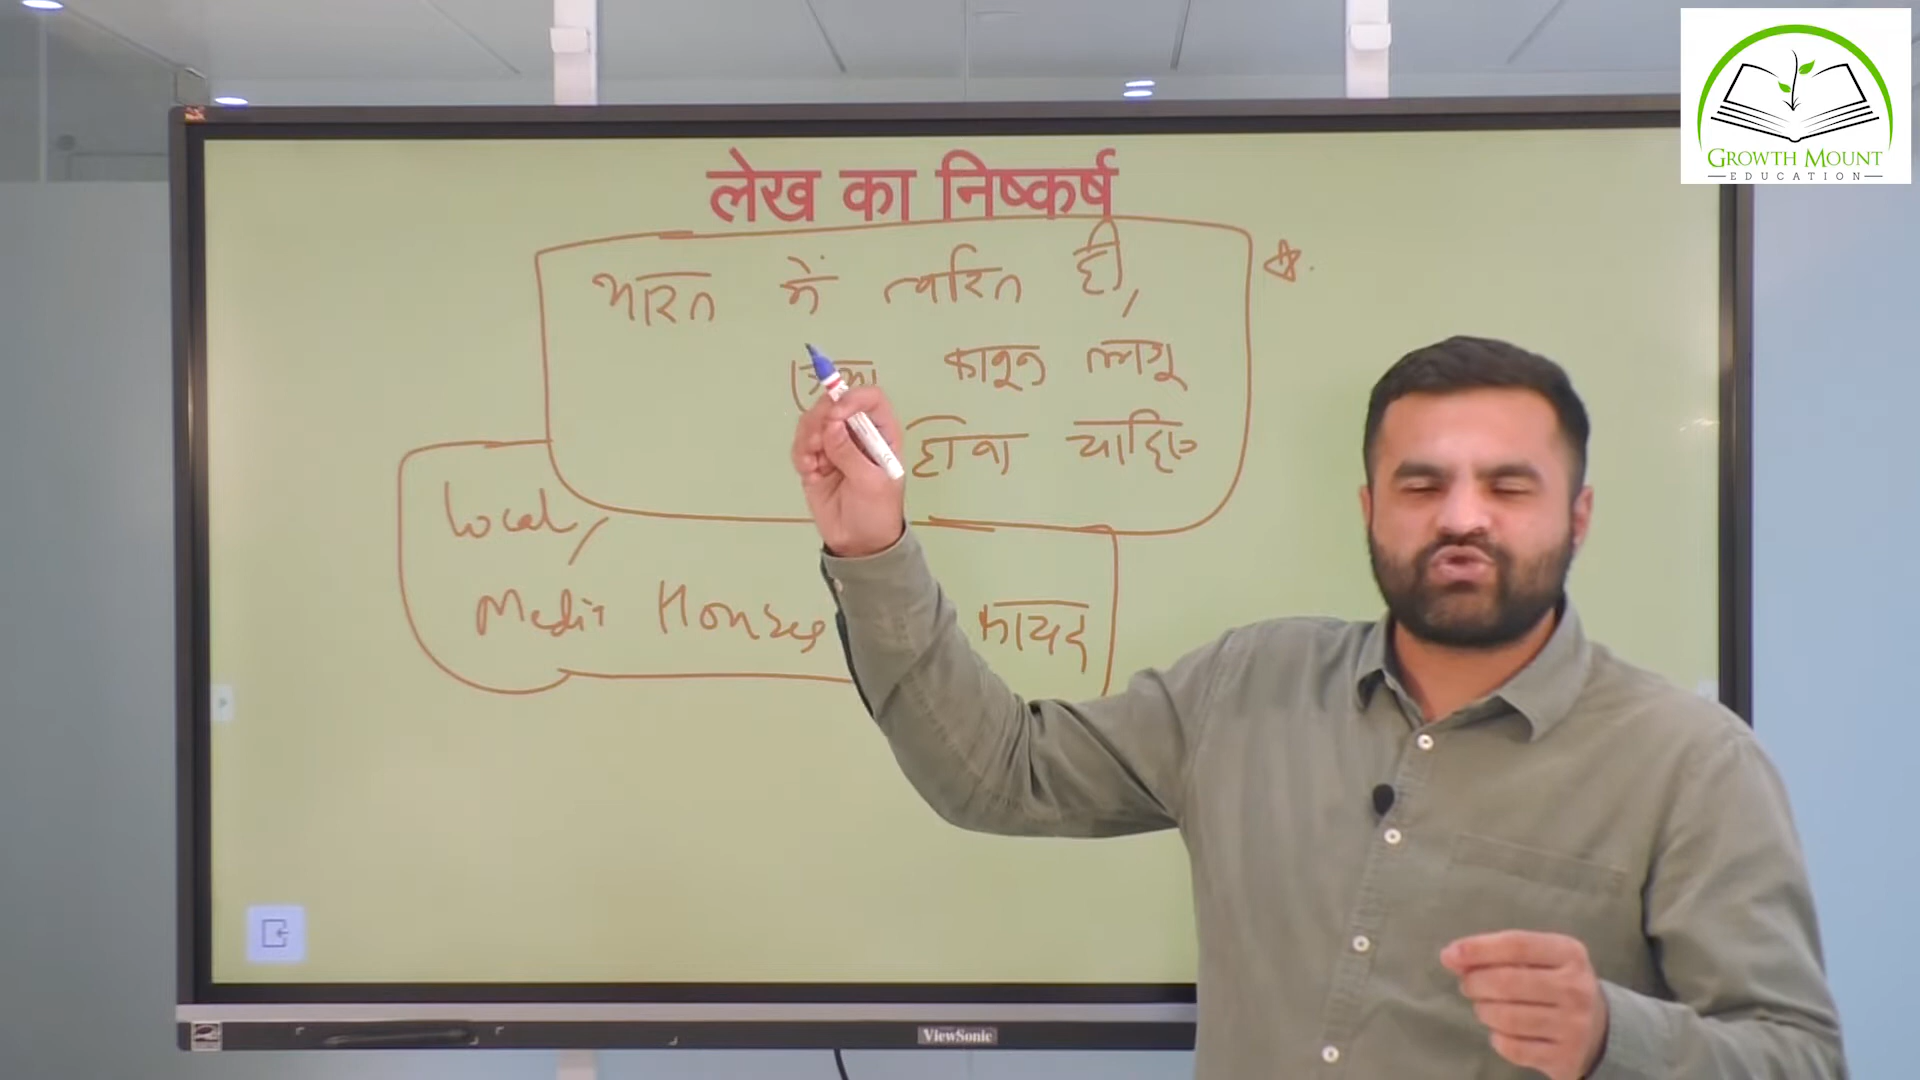 GROWTH MOUNT
EDUCATION
लेख का निष्कर्ष
भारत में त्वरित ही,
कानून लागू
होना चाहिए
Local,
Media Houses
फायदा
ViewSonic